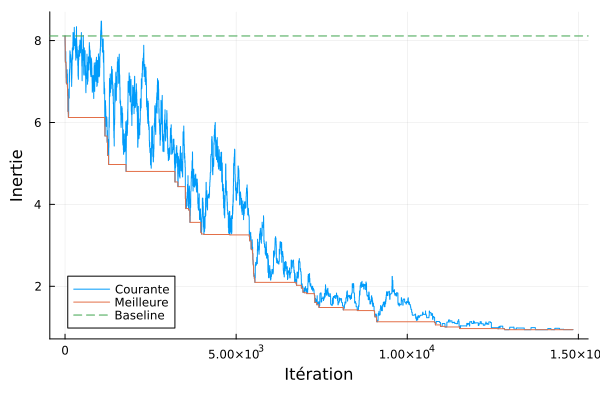 8
6
4
2
Inertie
Courante
Meilleure
Baseline
0
5.00×10³
1.00×10⁴
1.50×10
Itération